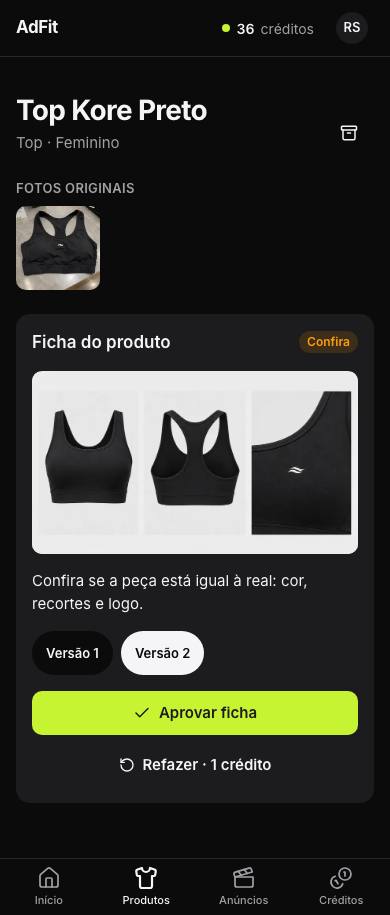 AdFit
36 créditos
RS
Top Kore Preto
Top · Feminino
FOTOS ORIGINAIS
Ficha do produto
Confira
Confira se a peça está igual à real: cor,
recortes e logo.
Versão 1
Versão 2
Aprovar ficha
Refazer · 1 crédito
Início
Produtos
Anúncios
Créditos